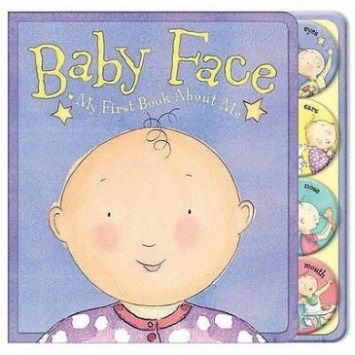 Baby Face
My First Book About Me
eyes
ears
nose
mouth